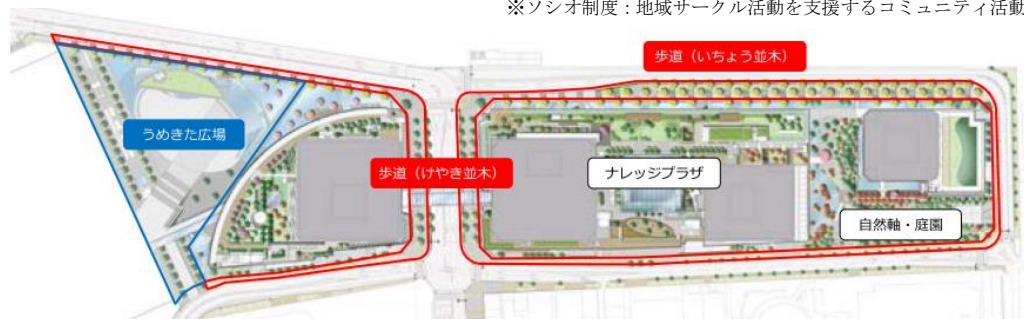 ※ソシオ制度：地域サークル活動を支援するコミュニティ活動
歩道（いちょう並木）
うめきた広場
歩道（けやき並木）
ナレッジプラザ
自然軸・庭園